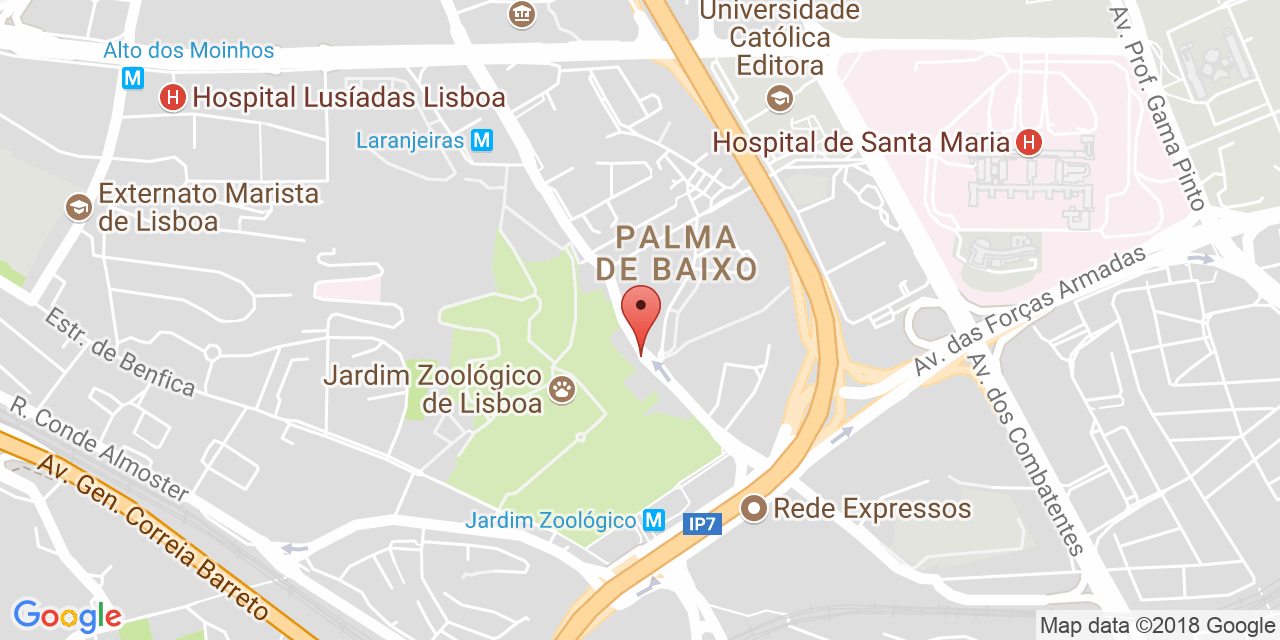 Universidade
Católica
Editora
Av. Prof. Gama Pinto
Alto dos Moinhos
M
H
Hospital Lusíadas Lisboa
Laranjeiras M
Hospital de Santa Maria H
Externato Marista
de Lisboa
PALMA
DE BAIXO
Av. das Forças Armadas
Estr. de Benfica
Jardim Zoológico
de Lisboa
Av. dos Combatentes
R. Conde Almoster
Av. Gen. Correia Barreto
Jardim Zoológico M
IP7
Rede Expressos
Google
Map data ©2018 Google